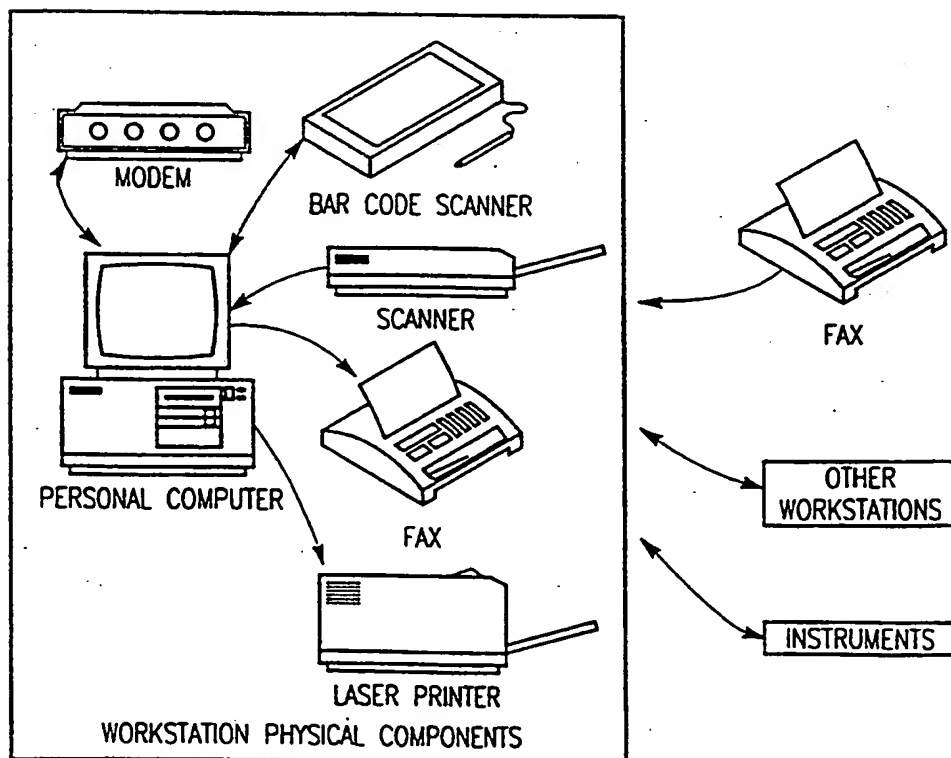 MODEM
BAR CODE SCANNER
SCANNER
FAX
PERSONAL COMPUTER
FAX
OTHER
WORKSTATIONS
INSTRUMENTS
LASER PRINTER
WORKSTATION PHYSICAL COMPONENTS